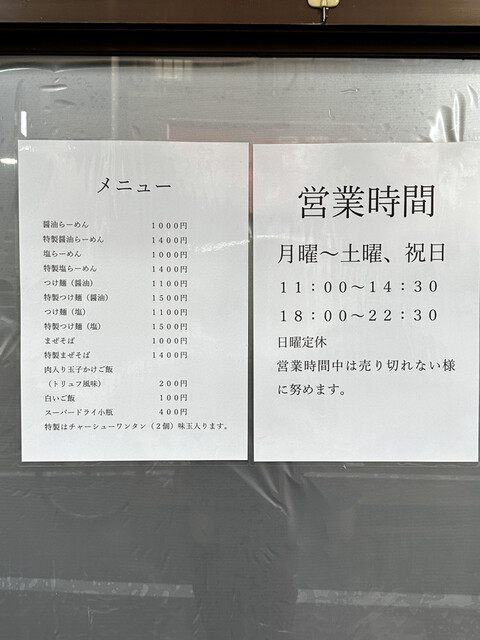 メニュー
醤油らーめん 1000円
特製醤油らーめん 1400円
塩らーめん 1000円
特製塩らーめん 1400円
つけ麺（醤油） 1100円
特製つけ麺（醤油） 1500円
つけ麺（塩） 1100円
特製つけ麺（塩） 1500円
まぜそば 1000円
特製まぜそば 1400円
肉入り玉子かけご飯
（トリュフ風味） 200円
白いご飯 100円
スーパードライ小瓶 400円
特製はチャーシューワンタン（2個）味玉入ります。
営業時間
月曜～土曜、祝日
11：00～14：30
18：00～22：30
日曜定休
営業時間中は売り切れない様
に努めます。